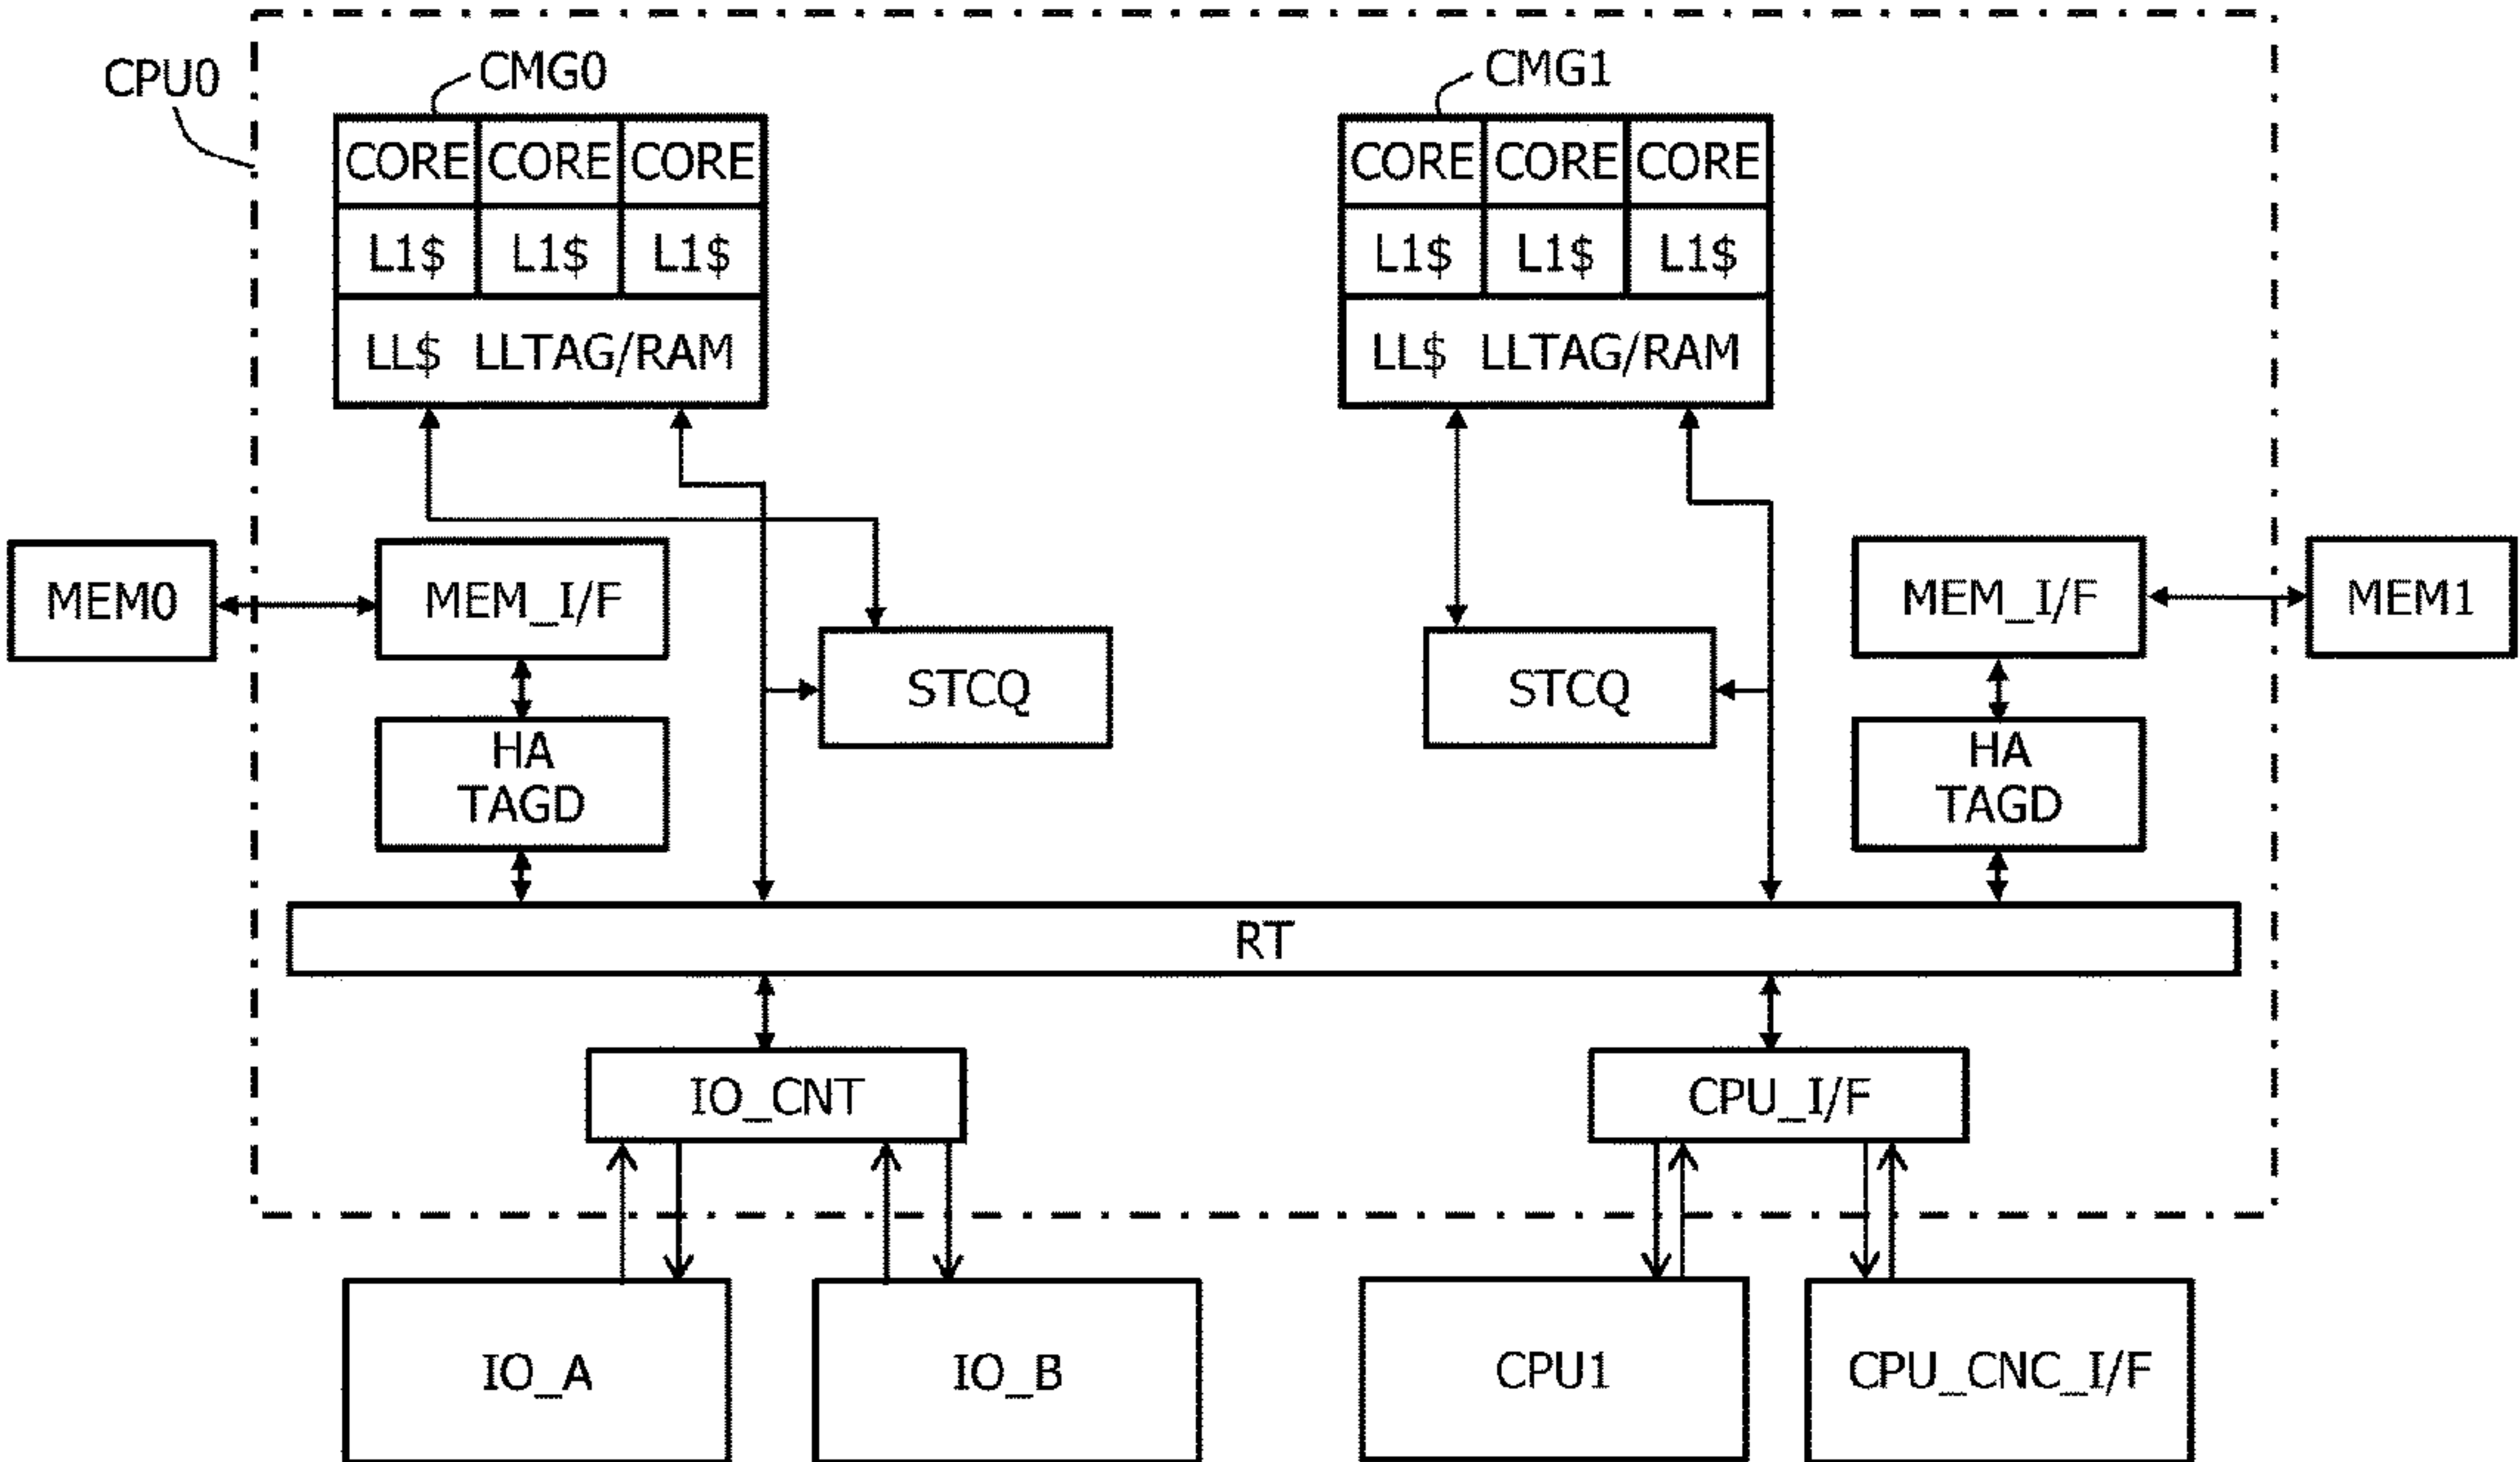 CPU0
CMG0
CMG1
CORE CORE CORE
L1$ L1$ L1$
LL$ LLTAG/RAM
CORE CORE CORE
L1$ L1$ L1$
LL$ LLTAG/RAM
MEM0
MEM_I/F
STCQ
STCQ
MEM_I/F
MEM1
HA
TAGD
HA
TAGD
RT
IO_CNT
CPU_I/F
IO_A
IO_B
CPU1
CPU_CNC_I/F